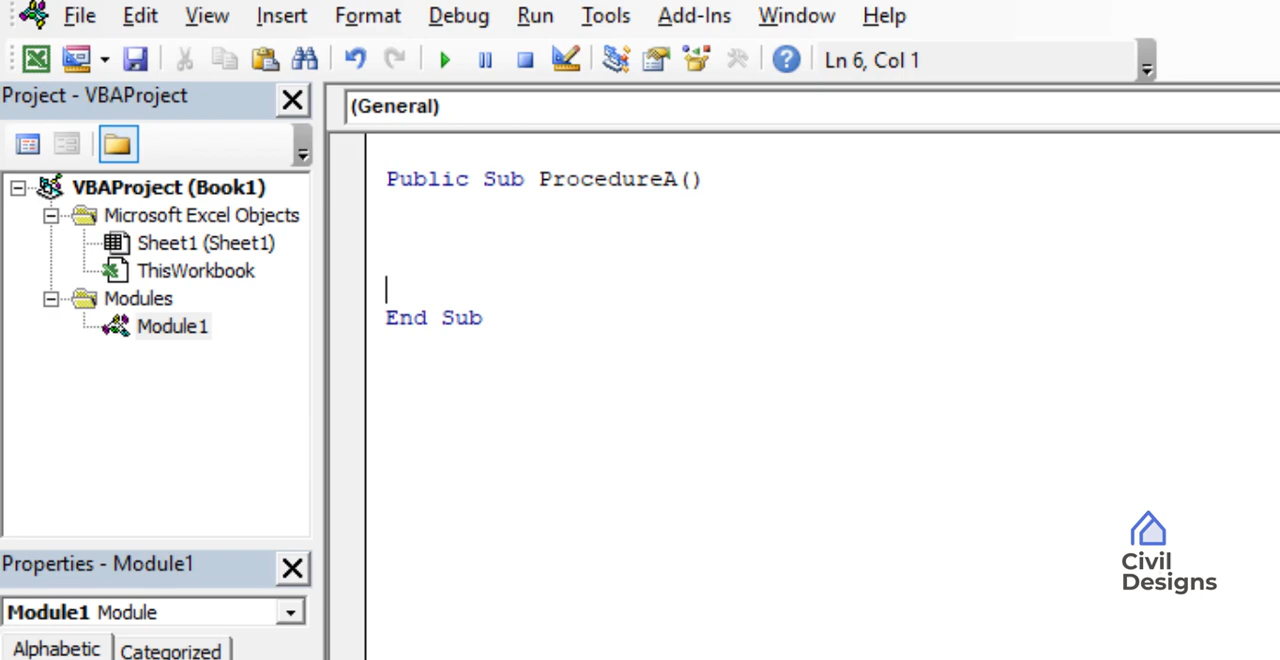 File Edit View Insert Format Debug Run Tools Add-Ins Window Help
Ln 6, Col 1
Project - VBAProject
(General)
VBAProject (Book1)
Microsoft Excel Objects
Sheet1 (Sheet1)
ThisWorkbook
Modules
Module1
Public Sub ProcedureA()
End Sub
Properties - Module1
Module1 Module
Alphabetic Categorized
Civil
Designs